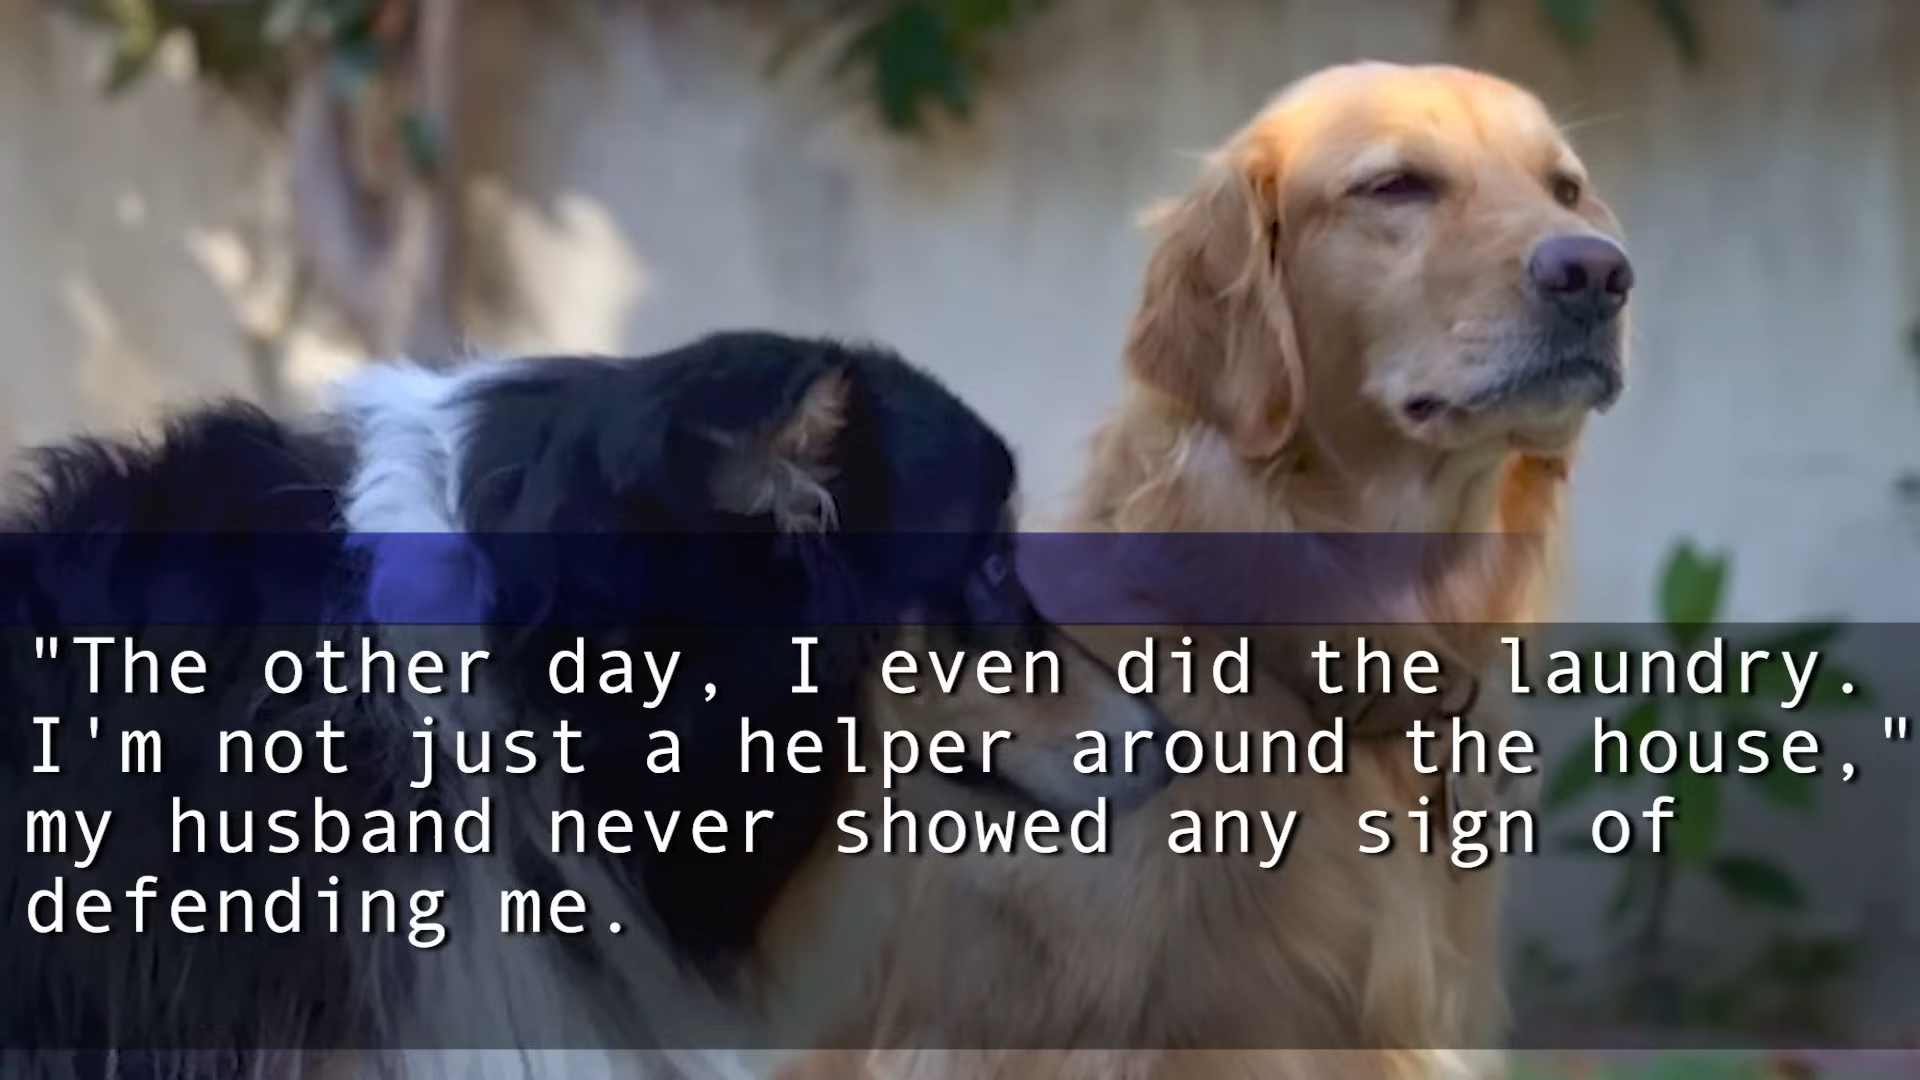 "The other day, I even did the laundry.
I'm not just a helper around the house,"
my husband never showed any sign of
defending me.